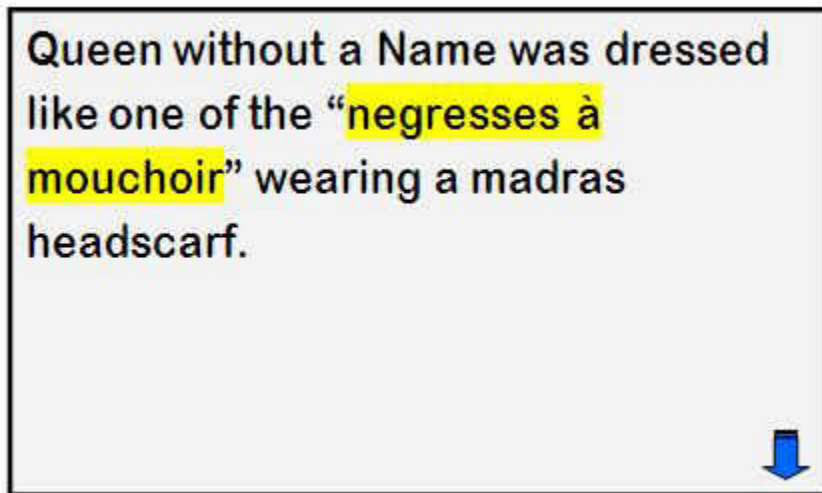 Queen without a Name was dressed
like one of the “negresses à
mouchoir” wearing a madras
headscarf.